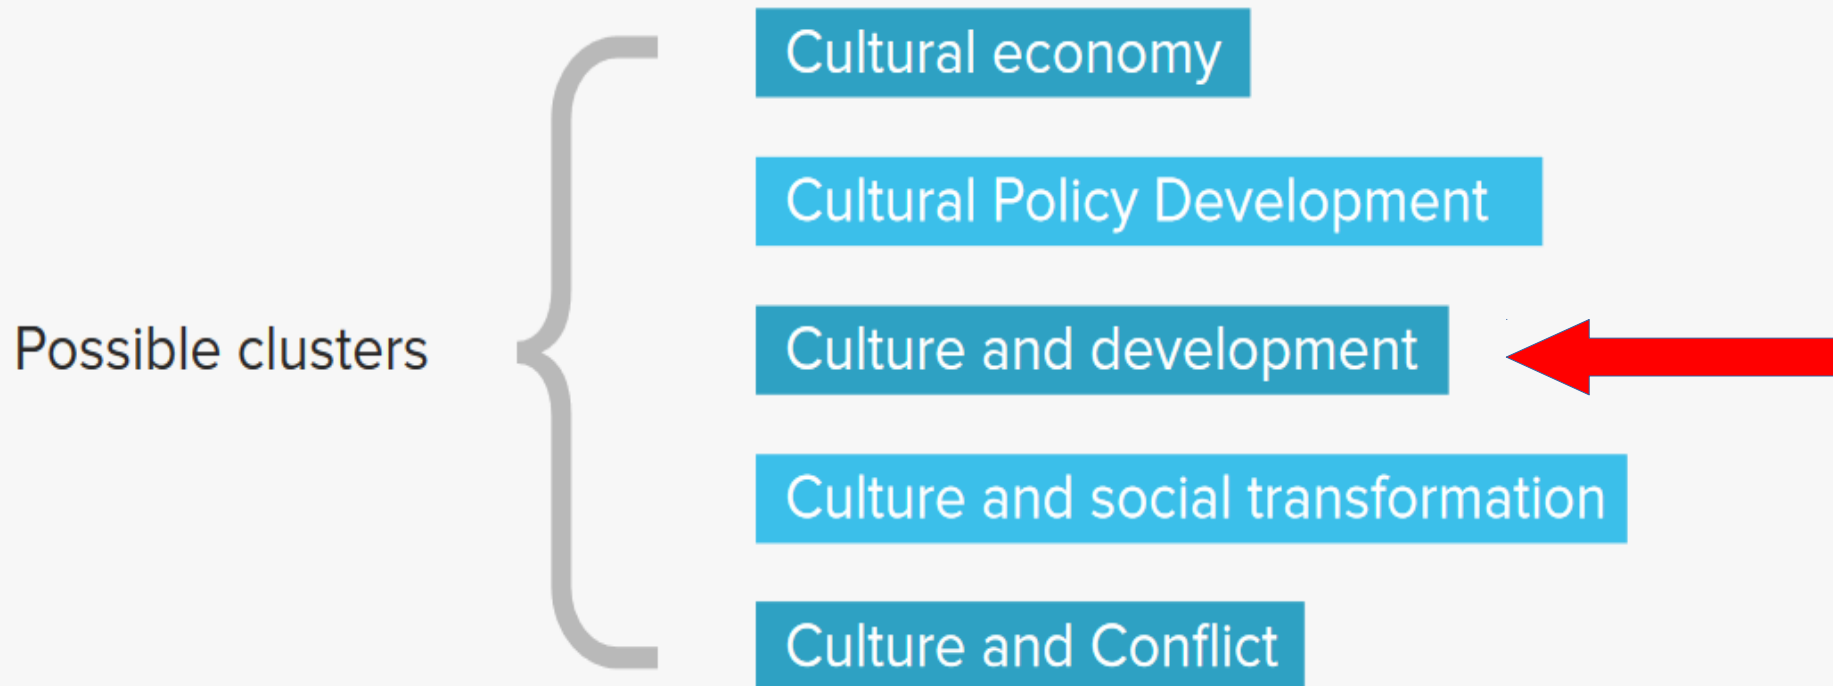 Cultural economy
Cultural Policy Development
Possible clusters
Culture and development
Culture and social transformation
Culture and Conflict